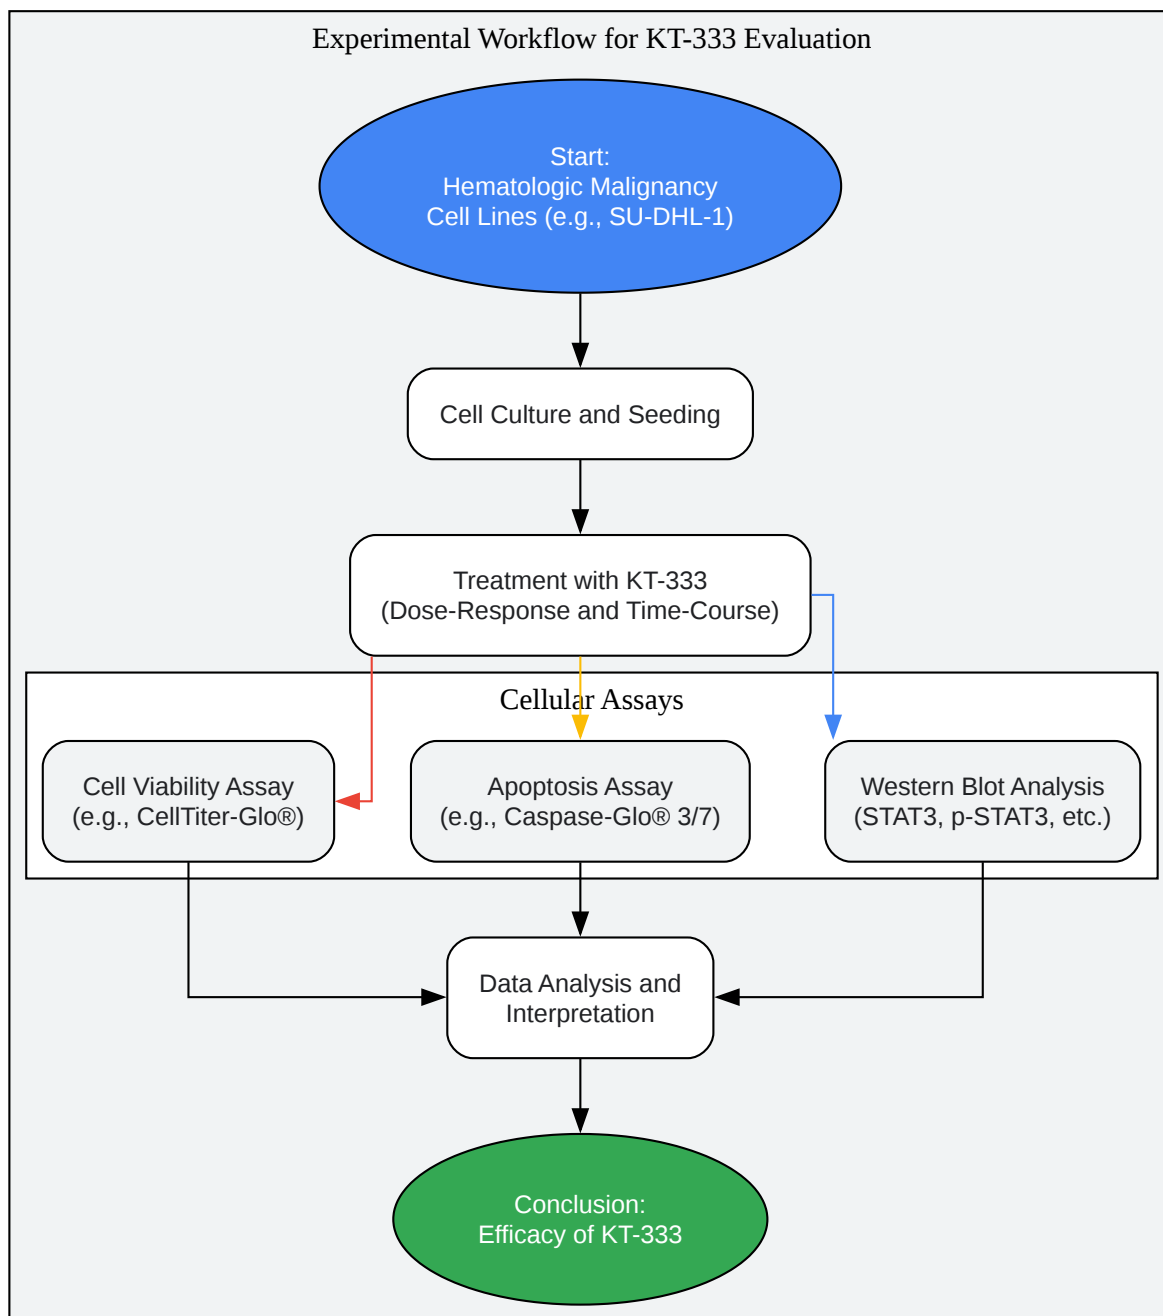 Experimental Workflow for KT-333 Evaluation
Start:
Hematologic Malignancy
Cell Lines (e.g., SU-DHL-1)
Cell Culture and Seeding
Treatment with KT-333
(Dose-Response and Time-Course)
Cellular Assays
Cell Viability Assay
(e.g., CellTiter-Glo®)
Apoptosis Assay
(e.g., Caspase-Glo® 3/7)
Western Blot Analysis
(STAT3, p-STAT3, etc.)
Data Analysis and
Interpretation
Conclusion:
Efficacy of KT-333